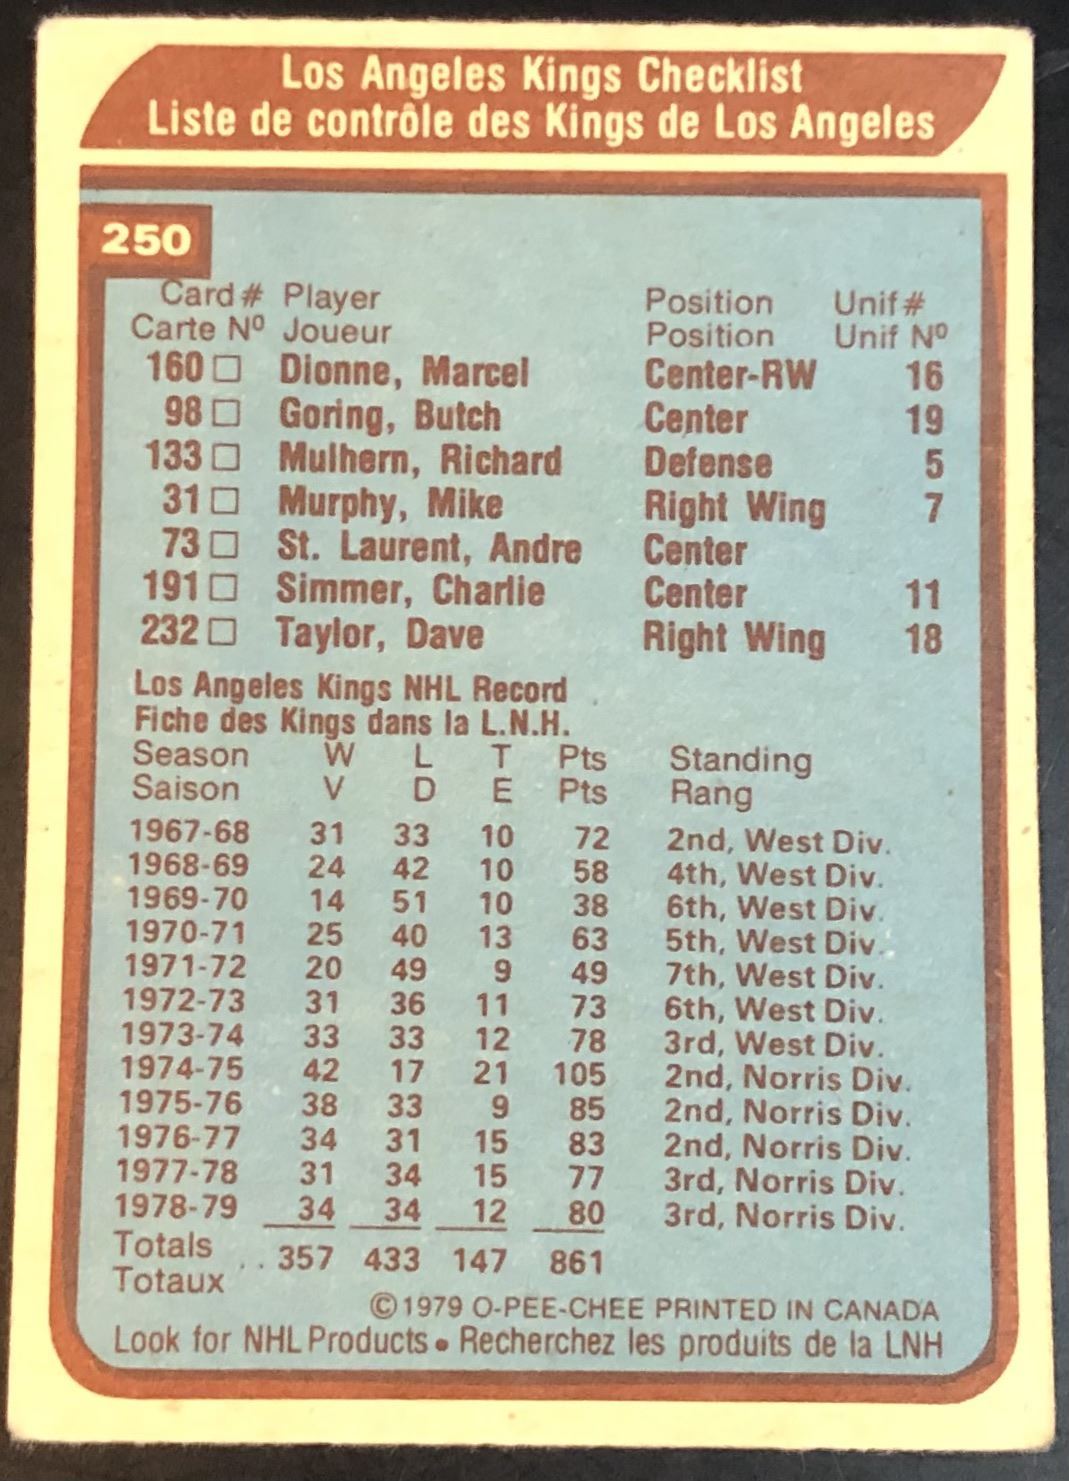 Los Angeles Kings Checklist
Liste de contrôle des Kings de Los Angeles
250
Card # Player Position Unif #
Carte Nº Joueur Position Unif Nº
160 □ Dionne, Marcel Center-RW 16
98 □ Goring, Butch Center 19
133 □ Mulhern, Richard Defense 5
31 □ Murphy, Mike Right Wing 7
73 □ St. Laurent, Andre Center
191 □ Simmer, Charlie Center 11
232 □ Taylor, Dave Right Wing 18
Los Angeles Kings NHL Record
Fiche des Kings dans la L.N.H.
Season W L T Pts Standing
Saison V D E Pts Rang
1967-68 31 33 10 72 2nd, West Div.
1968-69 24 42 10 58 4th, West Div.
1969-70 14 51 10 38 6th, West Div.
1970-71 25 40 13 63 5th, West Div.
1971-72 20 49 9 49 7th, West Div.
1972-73 31 36 11 73 6th, West Div.
1973-74 33 33 12 78 3rd, West Div.
1974-75 42 17 21 105 2nd, Norris Div.
1975-76 38 33 9 85 2nd, Norris Div.
1976-77 34 31 15 83 2nd, Norris Div.
1977-78 31 34 15 77 3rd, Norris Div.
1978-79 34 34 12 80 3rd, Norris Div.
Totals
Totaux .. 357 433 147 861
©1979 O-PEE-CHEE PRINTED IN CANADA
Look for NHL Products • Recherchez les produits de la LNH